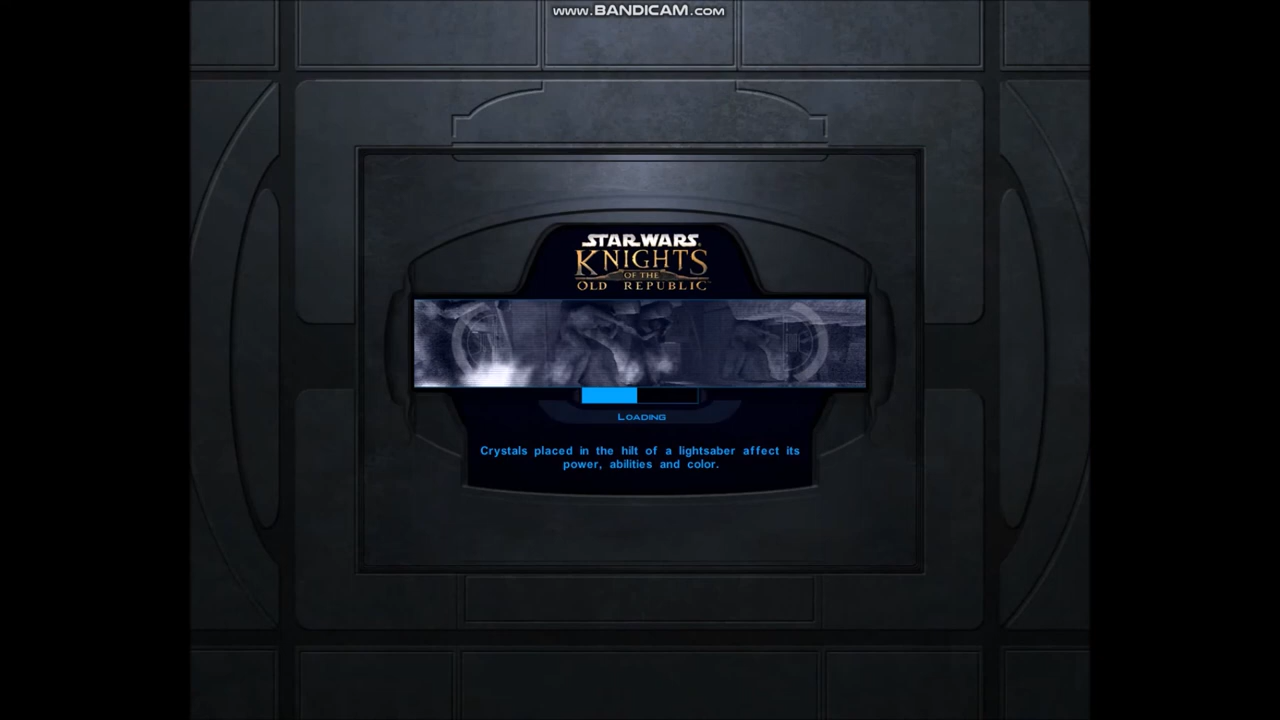 www.BANDICAM.com
STAR WARS
KNIGHTS
OF THE
OLD REPUBLIC
LOADING
Crystals placed in the hilt of a lightsaber affect its
power, abilities and color.